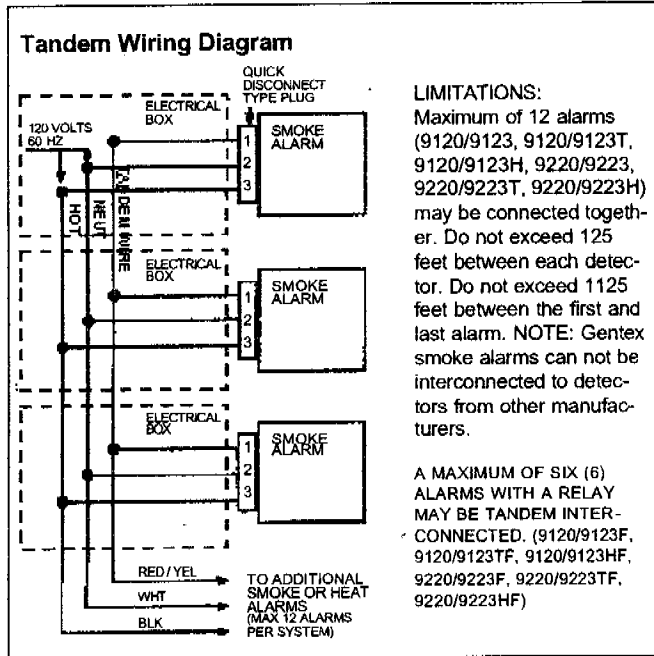 Tandem Wiring Diagram
QUICK
DISCONNECT
TYPE PLUG
ELECTRICAL
BOX
120 VOLTS
60 HZ
1
2
3
SMOKE
ALARM
TANDEM WIRE
NEUT
HOT
ELECTRICAL
BOX
1
2
3
SMOKE
ALARM
ELECTRICAL
BOX
1
2
3
SMOKE
ALARM
RED/YEL
WHT
BLK
TO ADDITIONAL
SMOKE OR HEAT
ALARMS
(MAX 12 ALARMS
PER SYSTEM)
LIMITATIONS:
Maximum of 12 alarms
(9120/9123, 9120/9123T,
9120/9123H, 9220/9223,
9220/9223T, 9220/9223H)
may be connected togeth-
er. Do not exceed 125
feet between each detec-
tor. Do not exceed 1125
feet between the first and
last alarm. NOTE: Gentex
smoke alarms can not be
interconnected to detec-
tors from other manufac-
turers.
A MAXIMUM OF SIX (6)
ALARMS WITH A RELAY
MAY BE TANDEM INTER-
CONNECTED. (9120/9123F,
9120/9123TF, 9120/9123HF,
9220/9223F, 9220/9223TF,
9220/9223HF)